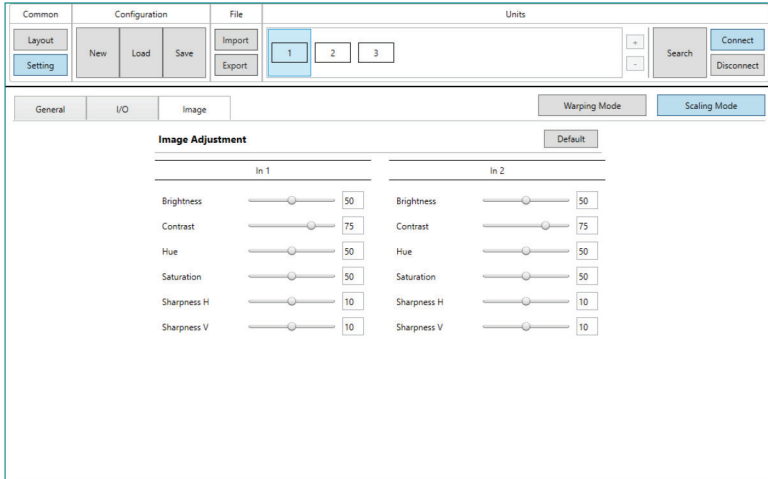 Common Configuration File Units
Layout New Load Save Import 1 2 3 + Search Connect
Setting Export - Disconnect
General I/O Image Warping Mode Scaling Mode
Image Adjustment Default
In 1 In 2
Brightness 50 Brightness 50
Contrast 75 Contrast 75
Hue 50 Hue 50
Saturation 50 Saturation 50
Sharpness H 10 Sharpness H 10
Sharpness V 10 Sharpness V 10